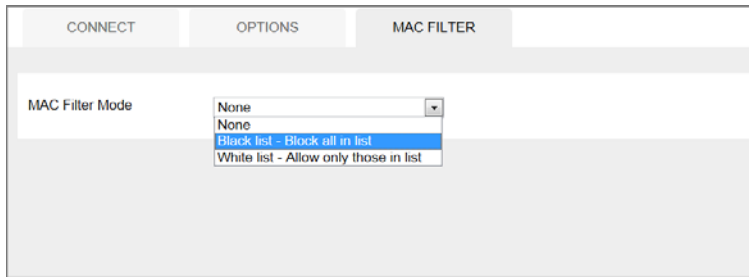 CONNECT OPTIONS MAC FILTER
MAC Filter Mode None
None
Black list - Block all in list
White list - Allow only those in list